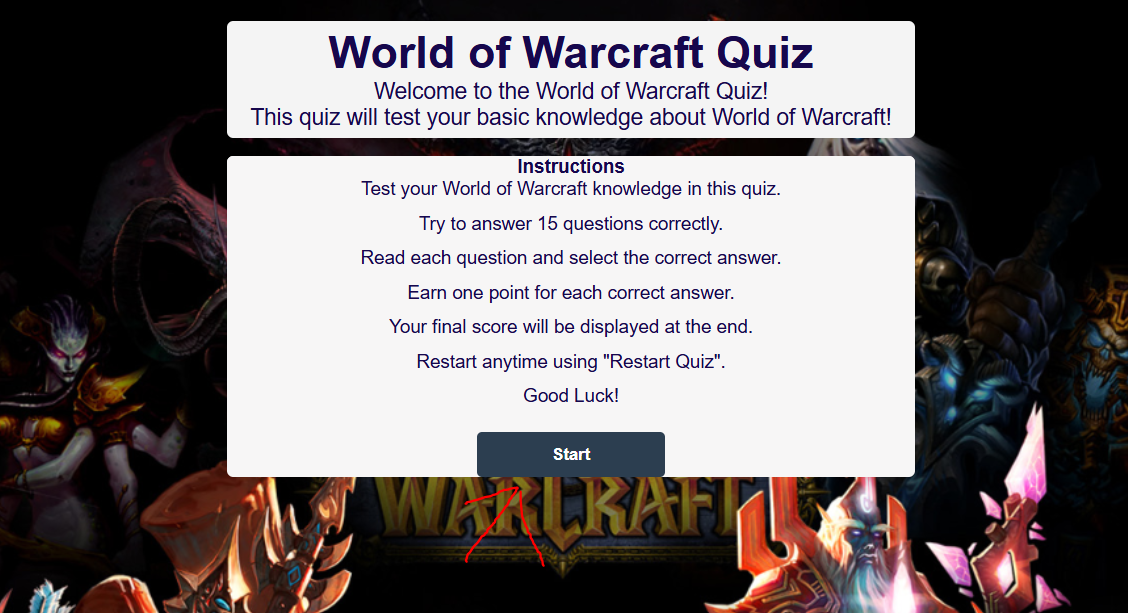 World of Warcraft Quiz
Welcome to the World of Warcraft Quiz!
This quiz will test your basic knowledge about World of Warcraft!
Instructions
Test your World of Warcraft knowledge in this quiz.
Try to answer 15 questions correctly.
Read each question and select the correct answer.
Earn one point for each correct answer.
Your final score will be displayed at the end.
Restart anytime using "Restart Quiz".
Good Luck!
Start
WARCRAFT